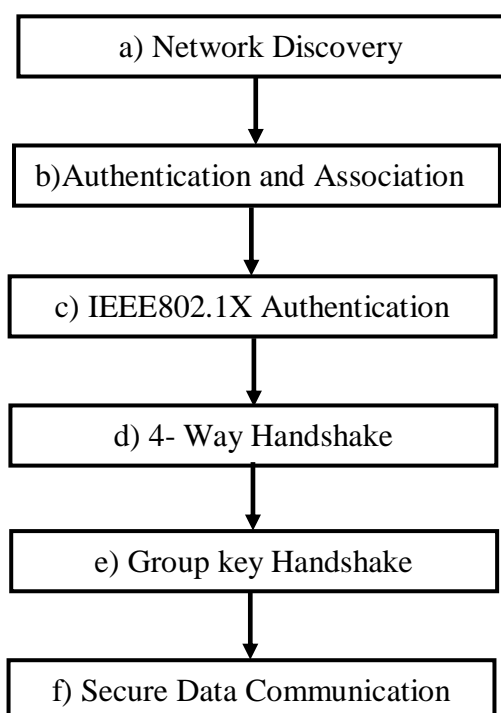 a) Network Discovery
b)Authentication and Association
c) IEEE802.1X Authentication
d) 4- Way Handshake
e) Group key Handshake
f) Secure Data Communication